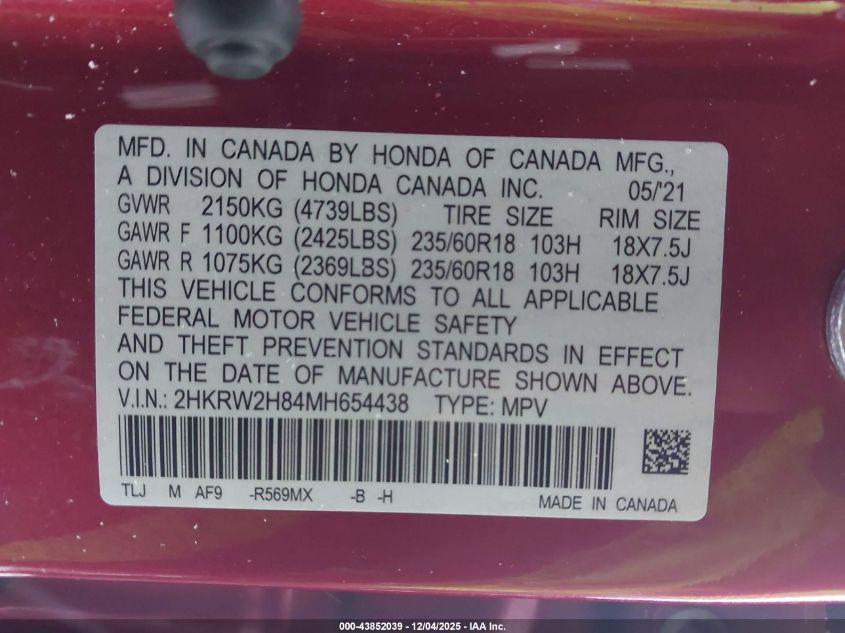 MFD. IN CANADA BY HONDA OF CANADA MFG.,
A DIVISION OF HONDA CANADA INC. 05/'21
GVWR 2150KG (4739LBS) TIRE SIZE RIM SIZE
GAWR F 1100KG (2425LBS) 235/60R18 103H 18X7.5J
GAWR R 1075KG (2369LBS) 235/60R18 103H 18X7.5J
THIS VEHICLE CONFORMS TO ALL APPLICABLE
FEDERAL MOTOR VEHICLE SAFETY
AND THEFT PREVENTION STANDARDS IN EFFECT
ON THE DATE OF MANUFACTURE SHOWN ABOVE.
V.I.N.: 2HKRW2H84MH654438 TYPE: MPV
TLJ M AF9 -R569MX -B -H MADE IN CANADA
000-43852039 - 12/04/2025 - IAA Inc.